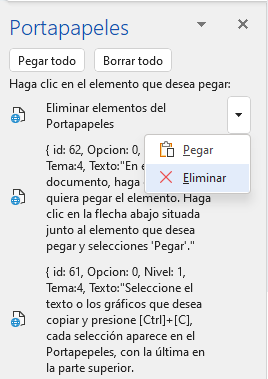 Portapapeles
Pegar todo
Borrar todo
Haga clic en el elemento que desea pegar:
Eliminar elementos del
Portapapeles
Pegar
Eliminar
{ id: 62, Opcion: 0,
Tema:4, Texto:"En e
documento, haga
quiera pegar el elemento. Haga
clic en la flecha abajo situada
junto al elemento que desea
pegar y selecciones 'Pegar'."
{ id: 61, Opcion: 0, Nivel: 1,
Tema:4, Texto:"Seleccione el
texto o los gráficos que desea
copiar y presione [Ctrl]+[C],
cada selección aparece en el
Portapepeles, con la última en
la parte superior.